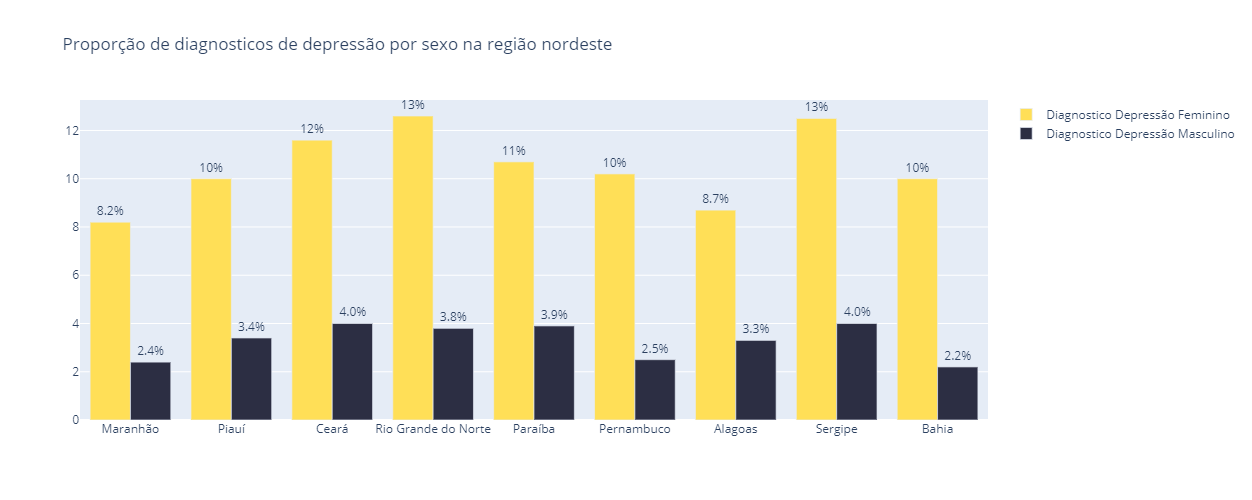 Proporção de diagnosticos de depressão por sexo na região nordeste
Diagnostico Depressão Feminino
Diagnostico Depressão Masculino
12
10
8
6
4
2
0
8.2%
2.4%
10%
3.4%
12%
4.0%
13%
3.8%
11%
3.9%
10%
2.5%
8.7%
3.3%
13%
4.0%
10%
2.2%
Maranhão
Piauí
Ceará
Rio Grande do Norte
Paraíba
Pernambuco
Alagoas
Sergipe
Bahia